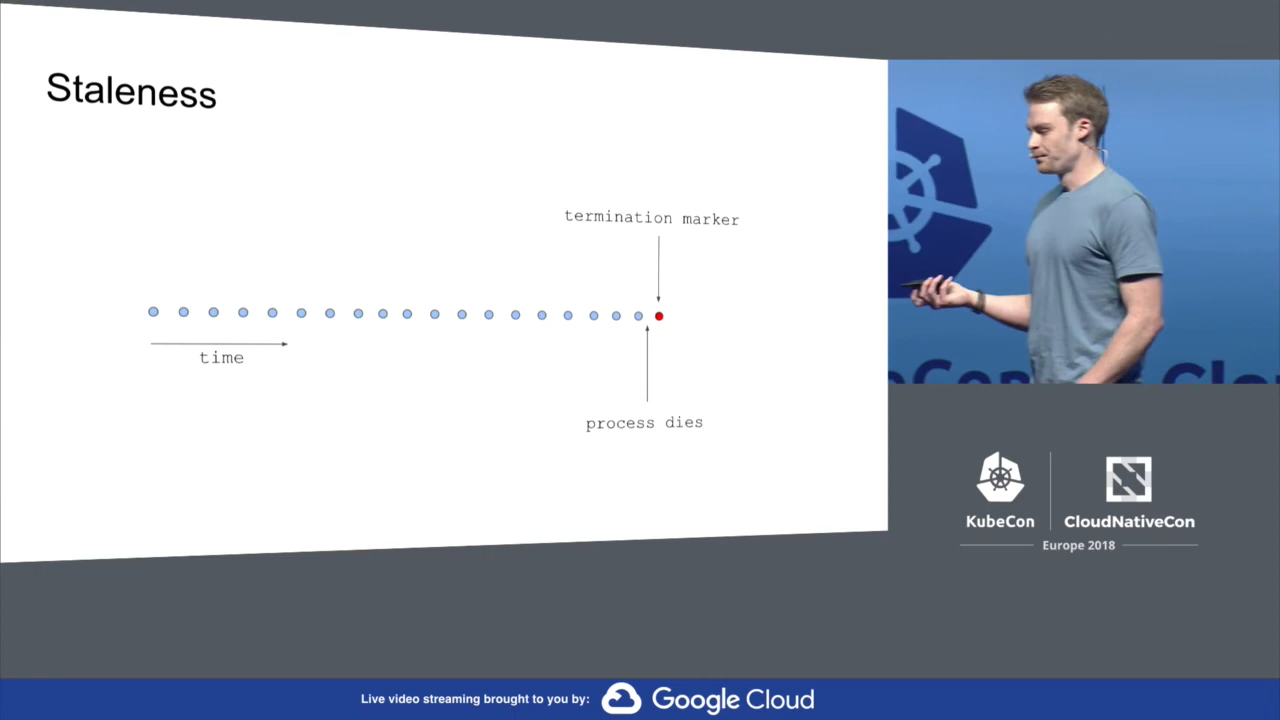 Staleness
termination marker
time
process dies
KubeCon
CloudNativeCon
Europe 2018
Live video streaming brought to you by:
Google Cloud